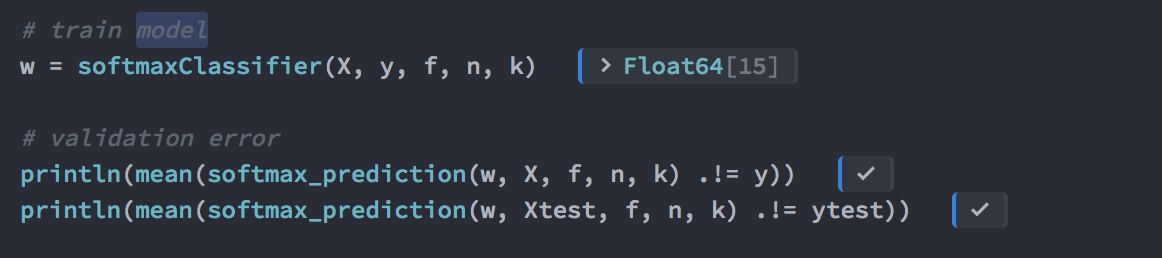 # train model
w = softmaxClassifier(X, y, f, n, k) > Float64[15]
# validation error
println(mean(softmax_prediction(w, X, f, n, k) .!= y)) ✓
println(mean(softmax_prediction(w, Xtest, f, n, k) .!= ytest)) ✓